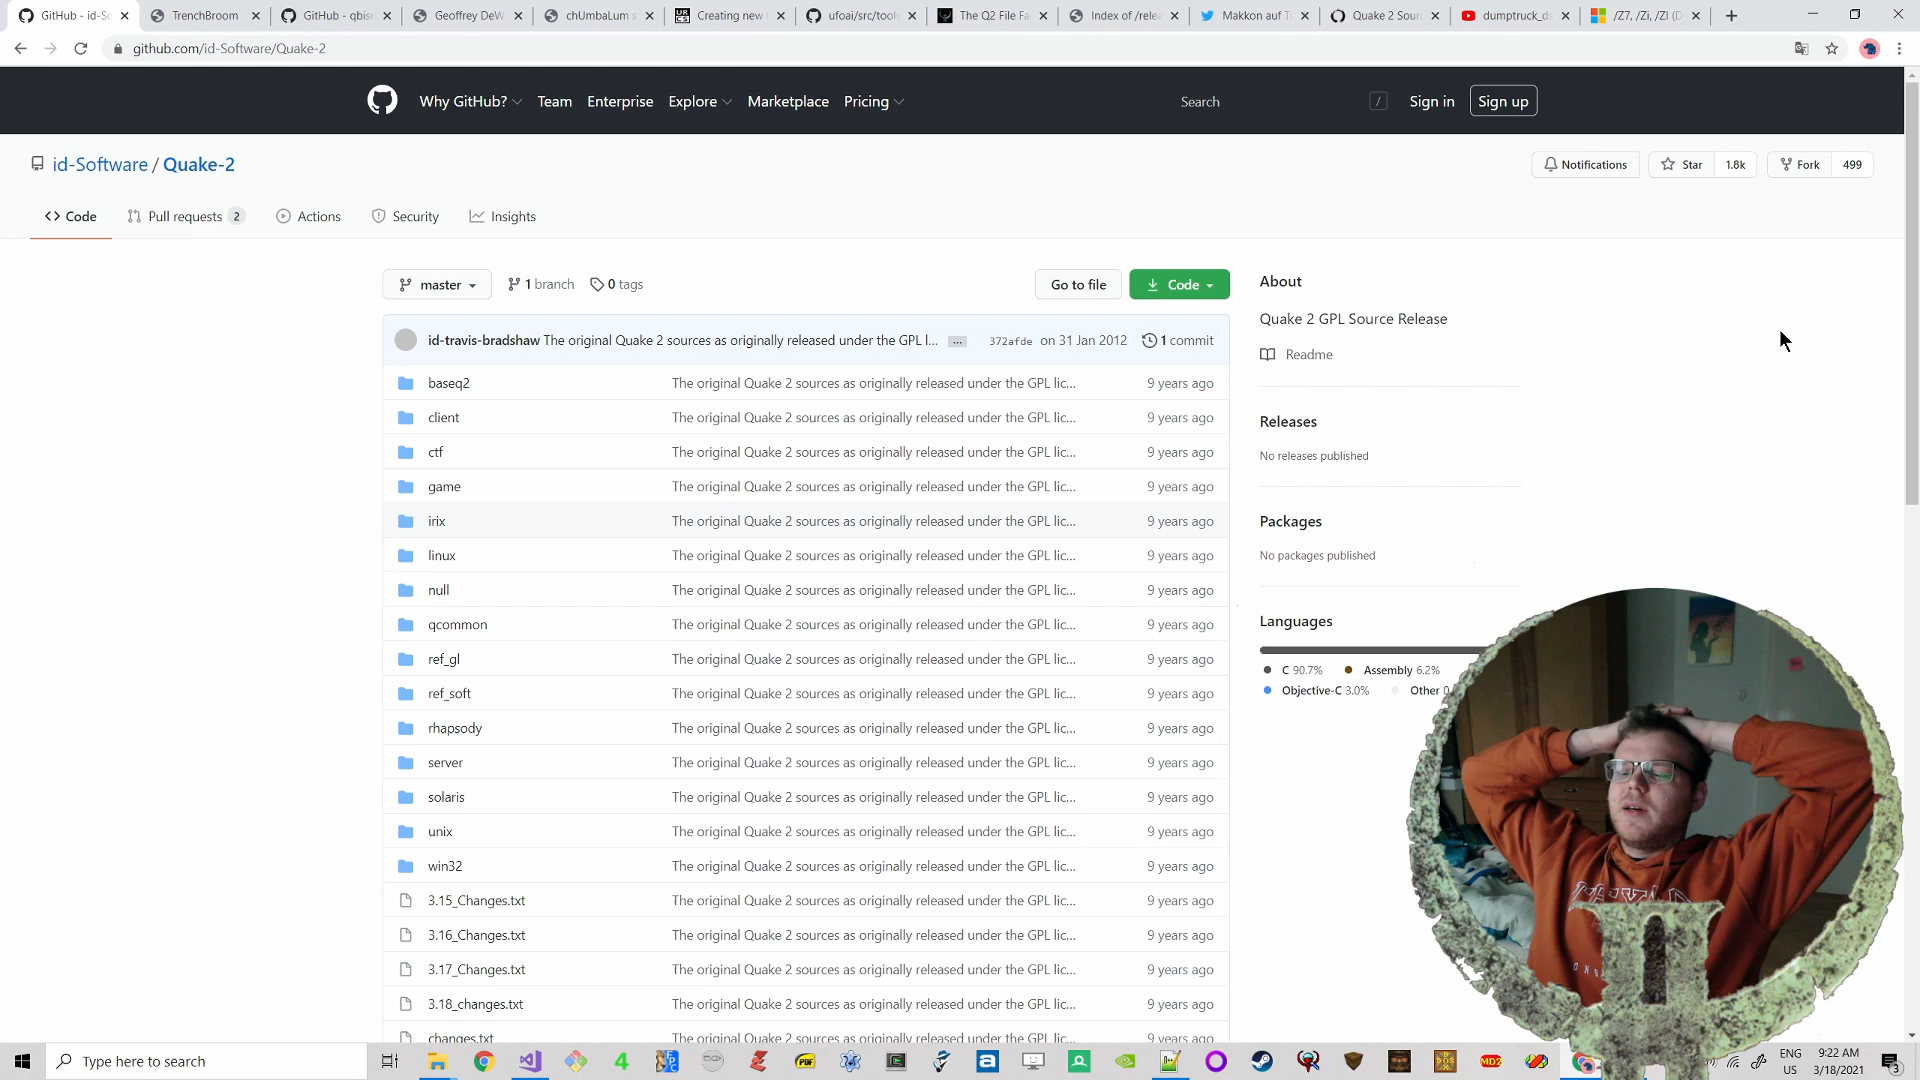 GitHub - id-Sc
TrenchBroom
GitHub - qbisn
Geoffrey DeW
chUmbaLum s
Creating new
ufoai/src/tools
The Q2 File Fa
Index of /relea
Makkon auf T
Quake 2 Sour
dumptruck_ds
/Z7, /Zi, /ZI (D
github.com/id-Software/Quake-2
Why GitHub? Team Enterprise Explore Marketplace Pricing
Search /
Sign in Sign up
id-Software / Quake-2
Notifications Star 1.8k Fork 499
Code Pull requests 2 Actions Security Insights
master 1 branch 0 tags
Go to file Code
id-travis-bradshaw The original Quake 2 sources as originally released under the GPL l... ... 372afde on 31 Jan 2012 1 commit
baseq2 The original Quake 2 sources as originally released under the GPL lic... 9 years ago
client The original Quake 2 sources as originally released under the GPL lic... 9 years ago
ctf The original Quake 2 sources as originally released under the GPL lic... 9 years ago
game The original Quake 2 sources as originally released under the GPL lic... 9 years ago
irix The original Quake 2 sources as originally released under the GPL lic... 9 years ago
linux The original Quake 2 sources as originally released under the GPL lic... 9 years ago
null The original Quake 2 sources as originally released under the GPL lic... 9 years ago
qcommon The original Quake 2 sources as originally released under the GPL lic... 9 years ago
ref_gl The original Quake 2 sources as originally released under the GPL lic... 9 years ago
ref_soft The original Quake 2 sources as originally released under the GPL lic... 9 years ago
rhapsody The original Quake 2 sources as originally released under the GPL lic... 9 years ago
server The original Quake 2 sources as originally released under the GPL lic... 9 years ago
solaris The original Quake 2 sources as originally released under the GPL lic... 9 years ago
unix The original Quake 2 sources as originally released under the GPL lic... 9 years ago
win32 The original Quake 2 sources as originally released under the GPL lic... 9 years ago
3.15_Changes.txt The original Quake 2 sources as originally released under the GPL lic... 9 years ago
3.16_Changes.txt The original Quake 2 sources as originally released under the GPL lic... 9 years ago
3.17_Changes.txt The original Quake 2 sources as originally released under the GPL lic... 9 years ago
3.18_changes.txt The original Quake 2 sources as originally released under the GPL lic... 9 years ago
changes.txt The original Quake 2 sources as originally released under the GPL lic... 9 years ago
About
Quake 2 GPL Source Release
Readme
Releases
No releases published
Packages
No packages published
Languages
C 90.7% Assembly 6.2%
Objective-C 3.0% Other 0
Type here to search
ENG
US
9:22 AM
3/18/2021
3